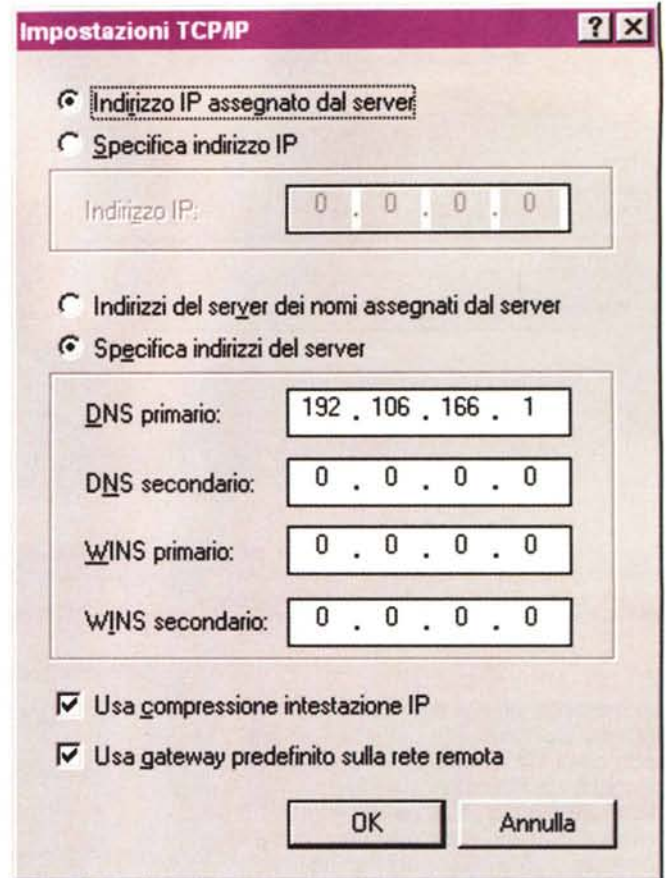 Impostazioni TCP/IP
Indirizzo IP assegnato dal server
Specifica indirizzo IP
Indirizzo IP: 0 . 0 . 0 . 0
Indirizzi del server dei nomi assegnati dal server
Specifica indirizzi del server
DNS primario: 192 . 106 . 166 . 1
DNS secondario: 0 . 0 . 0 . 0
WINS primario: 0 . 0 . 0 . 0
WINS secondario: 0 . 0 . 0 . 0
Usa compressione intestazione IP
Usa gateway predefinito sulla rete remota
OK Annulla